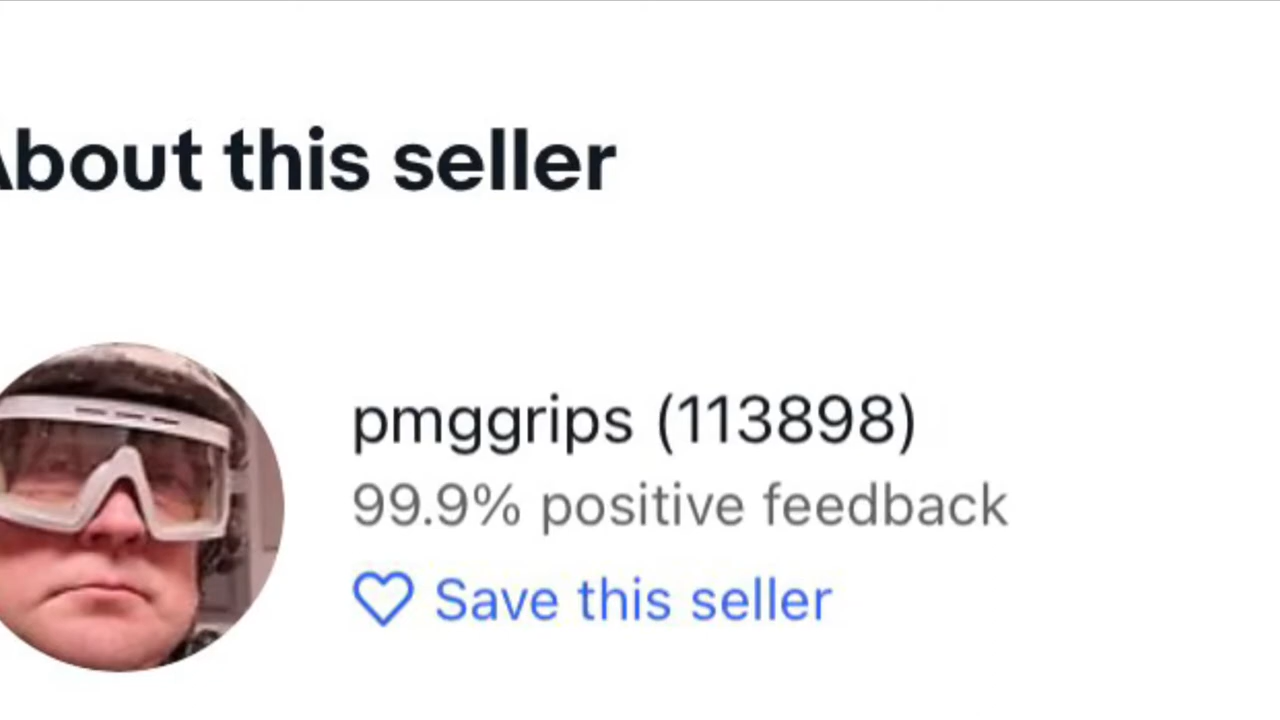 About this seller
pmggrips (113898)
99.9% positive feedback
Save this seller